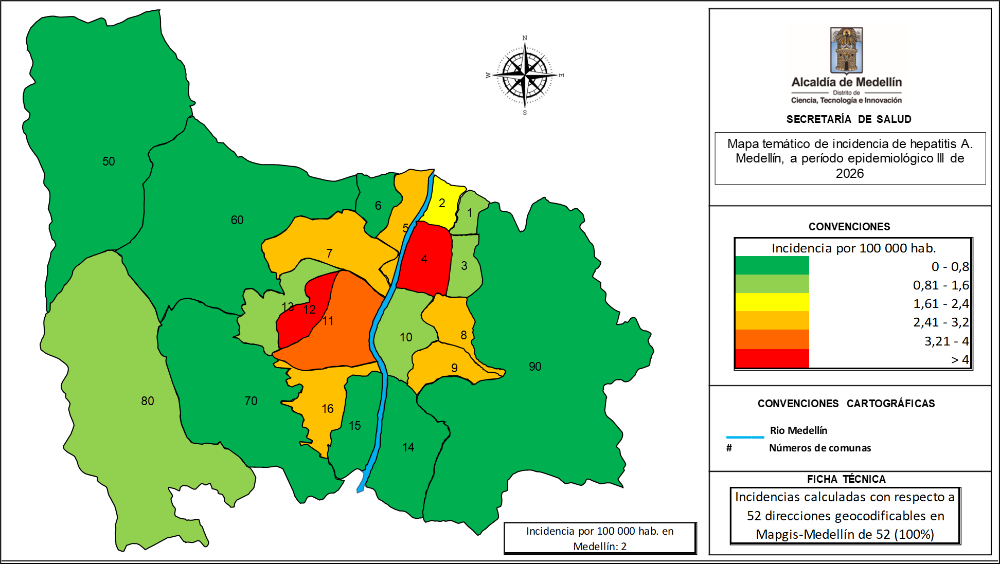 N
W
E
S
50
60
6
5
2
1
7
4
3
13
12
11
10
8
9
90
80
70
16
15
14
Incidencia por 100 000 hab. en
Medellín: 2
Alcaldía de Medellín
Distrito de
Ciencia, Tecnología e Innovación
SECRETARÍA DE SALUD
Mapa temático de incidencia de hepatitis A.
Medellín, a período epidemiológico III de
2026
CONVENCIONES
Incidencia por 100 000 hab.
0 - 0,8
0,81 - 1,6
1,61 - 2,4
2,41 - 3,2
3,21 - 4
> 4
CONVENCIONES CARTOGRÁFICAS
Rio Medellín
# Números de comunas
FICHA TÉCNICA
Incidencias calculadas con respecto a
52 direcciones geocodificables en
Mapgis-Medellín de 52 (100%)